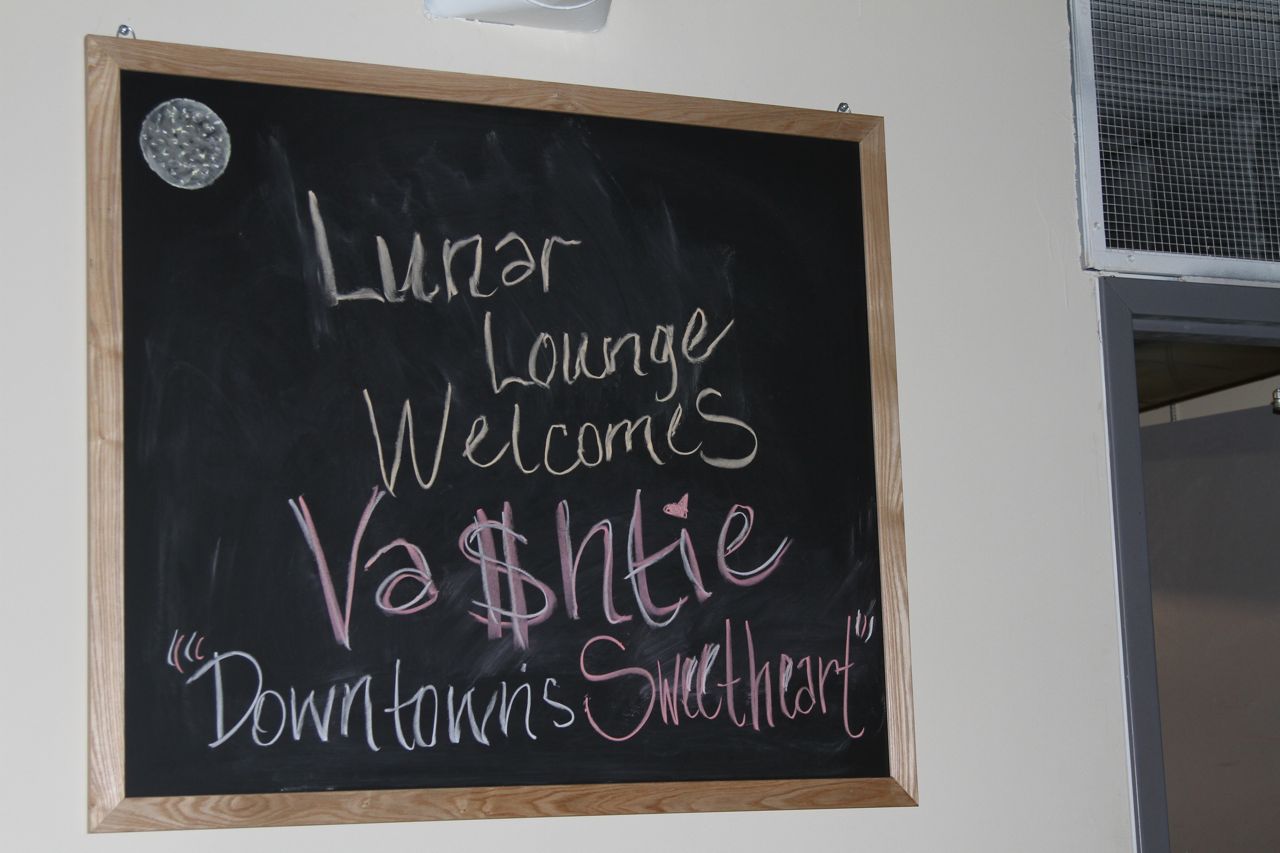 Lunar
Lounge
Welcomes
Va$htie
"Downtown's Sweetheart"